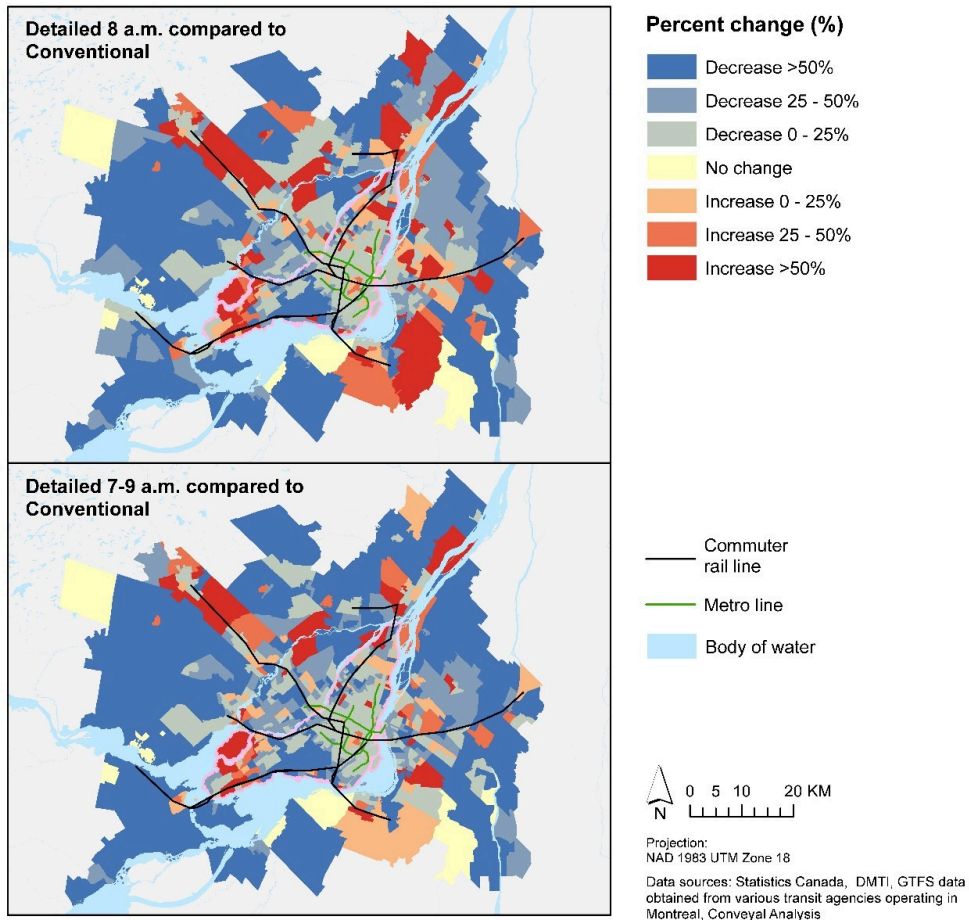 Detailed 8 a.m. compared to
Conventional
Detailed 7-9 a.m. compared to
Conventional
Percent change (%)
Decrease >50%
Decrease 25 - 50%
Decrease 0 - 25%
No change
Increase 0 - 25%
Increase 25 - 50%
Increase >50%
Commuter
rail line
Metro line
Body of water
N
0 5 10 20 KM
Projection:
NAD 1983 UTM Zone 18
Data sources: Statistics Canada, DMTI, GTFS data
obtained from various transit agencies operating in
Montreal, Conveyal Analysis